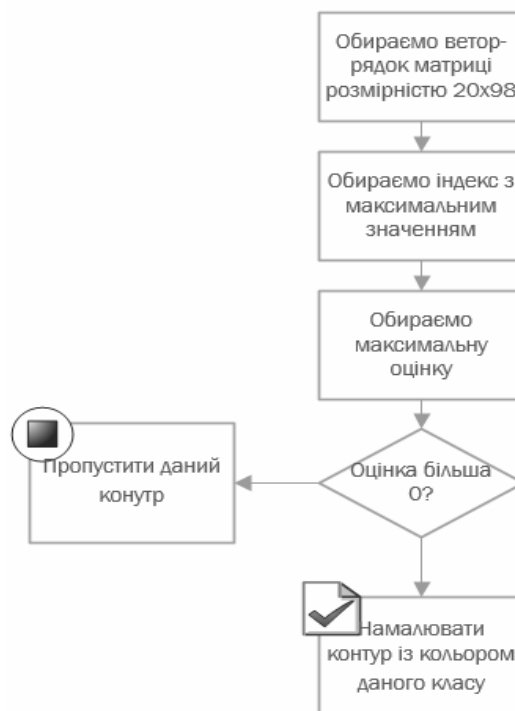 Обираємо ветор-
рядок матриці
розмірністю 20х98
Обираємо індекс з
максимальним
значенням
Обираємо
максимальну
оцінку
Оцінка більша
0?
Пропустити даний
конутр
Намалювати
контур із кольором
даного класу